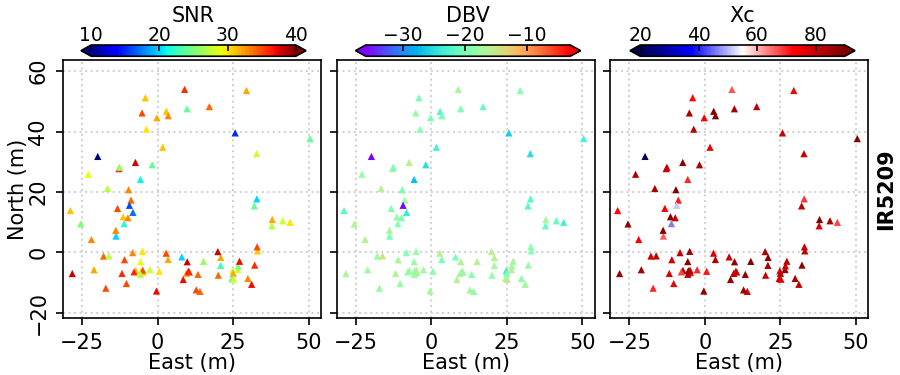 SNR DBV Xc
10 20 30 40 −30 −20 −10 20 40 60 80
60
40
20
0
−20
North (m)
−25 0 25 50 −25 0 25 50 −25 0 25 50
East (m) East (m) East (m)
IR5209